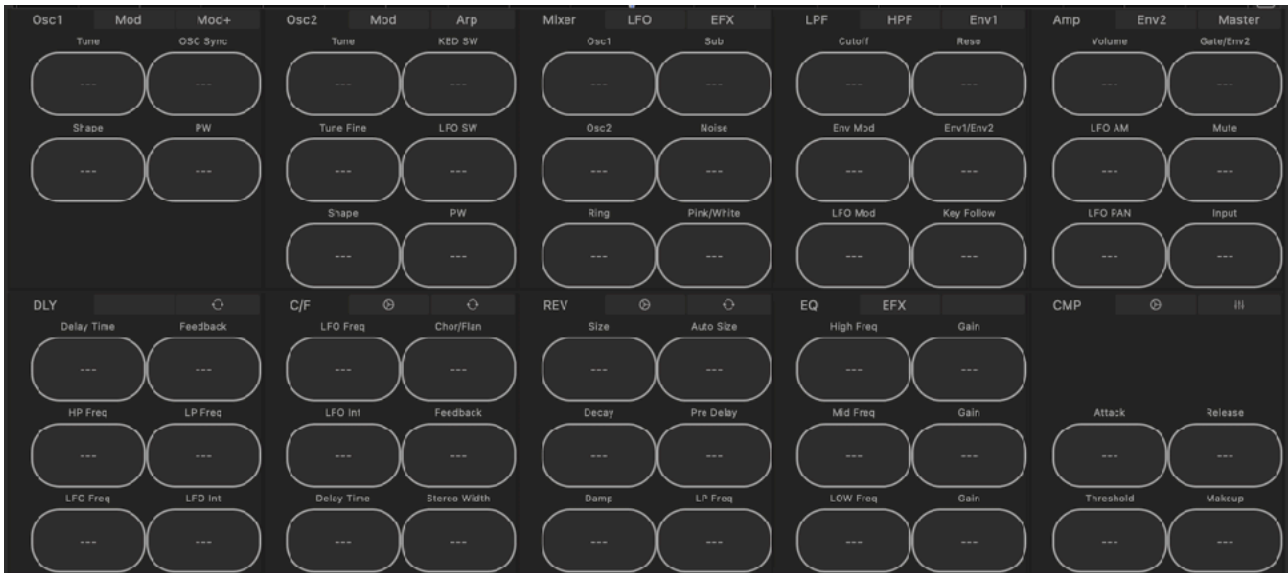 Osc1 Mod Mod+ Osc2 Mod Arp Mixer LFO EFX LPF HPF Env1 Amp Env2 Master
Tune OSC Sync Tune KBD SW Osc1 Sub Cutoff Reso Volume Gate/Env2
--- --- --- --- --- --- --- --- --- ---
Shape PW Tune Fine LFO SW Osc2 Noise Env Mod Env1/Env2 LFO AM Mute
--- --- --- --- --- --- --- --- --- ---
Shape PW Ring Pink/White LFO Mod Key Follow LFO PAN Input
--- --- --- --- --- --- --- ---
DLY C/F REV EQ EFX CMP
Delay Time Feedback LFO Freq Chor/Flan Size Auto Size High Freq Gain
--- --- --- --- --- --- --- ---
HP Freq LP Freq LFO Int Feedback Decay Pre Delay Mid Freq Gain Attack Release
--- --- --- --- --- --- --- --- --- ---
LFO Freq LFO Int Delay Time Stereo Width Damp LP Freq LOW Freq Gain Threshold Makeup
--- --- --- --- --- --- --- --- --- ---